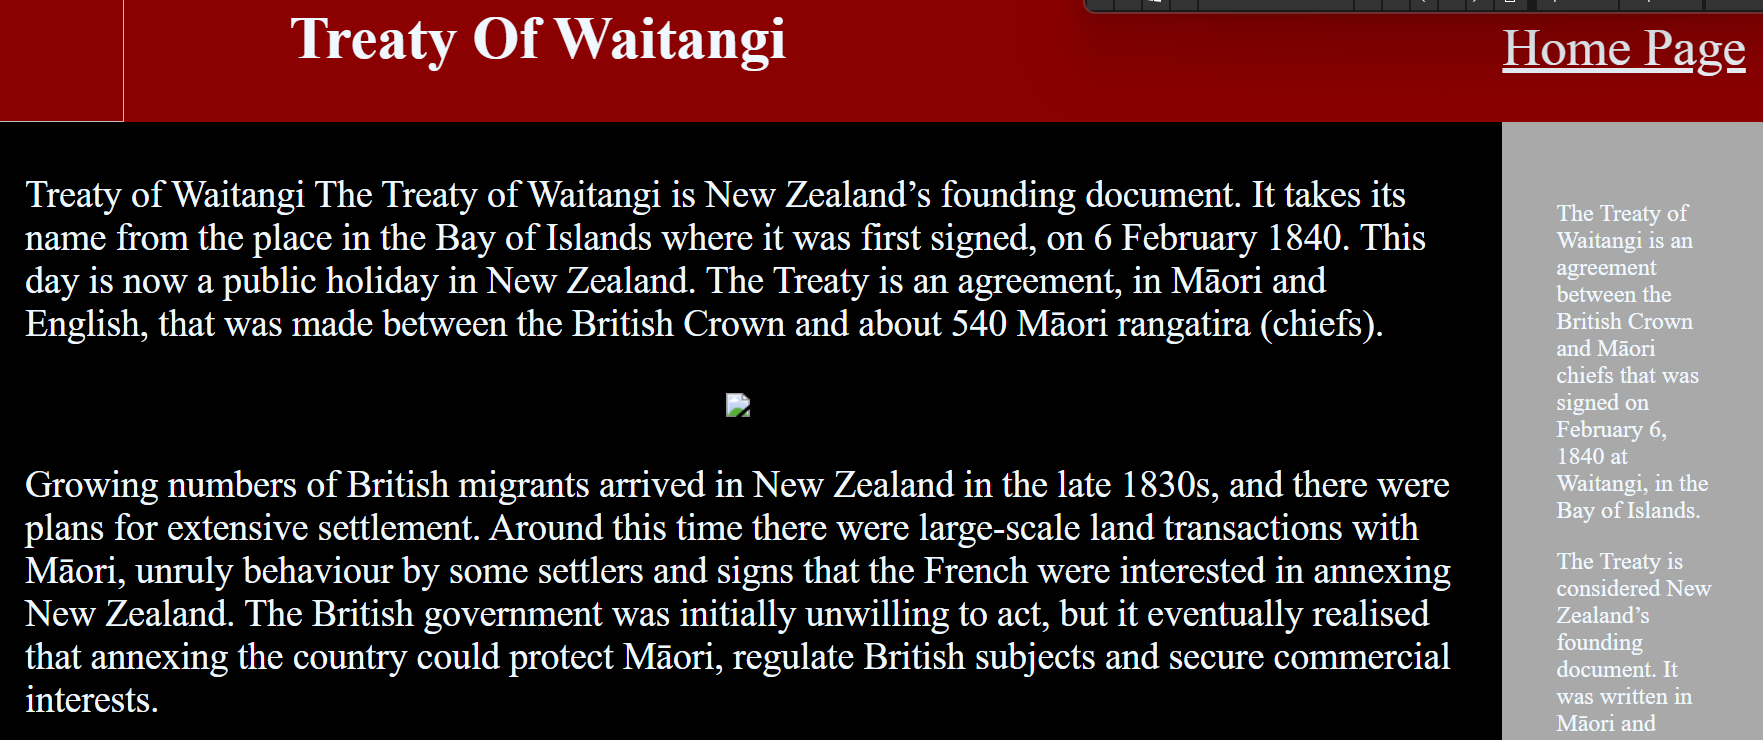 Treaty Of Waitangi
Home Page
Treaty of Waitangi The Treaty of Waitangi is New Zealand’s founding document. It takes its
name from the place in the Bay of Islands where it was first signed, on 6 February 1840. This
day is now a public holiday in New Zealand. The Treaty is an agreement, in Māori and
English, that was made between the British Crown and about 540 Māori rangatira (chiefs).
Growing numbers of British migrants arrived in New Zealand in the late 1830s, and there were
plans for extensive settlement. Around this time there were large-scale land transactions with
Māori, unruly behaviour by some settlers and signs that the French were interested in annexing
New Zealand. The British government was initially unwilling to act, but it eventually realised
that annexing the country could protect Māori, regulate British subjects and secure commercial
interests.
The Treaty of
Waitangi is an
agreement
between the
British Crown
and Māori
chiefs that was
signed on
February 6,
1840 at
Waitangi, in the
Bay of Islands.
The Treaty is
considered New
Zealand’s
founding
document. It
was written in
Māori and